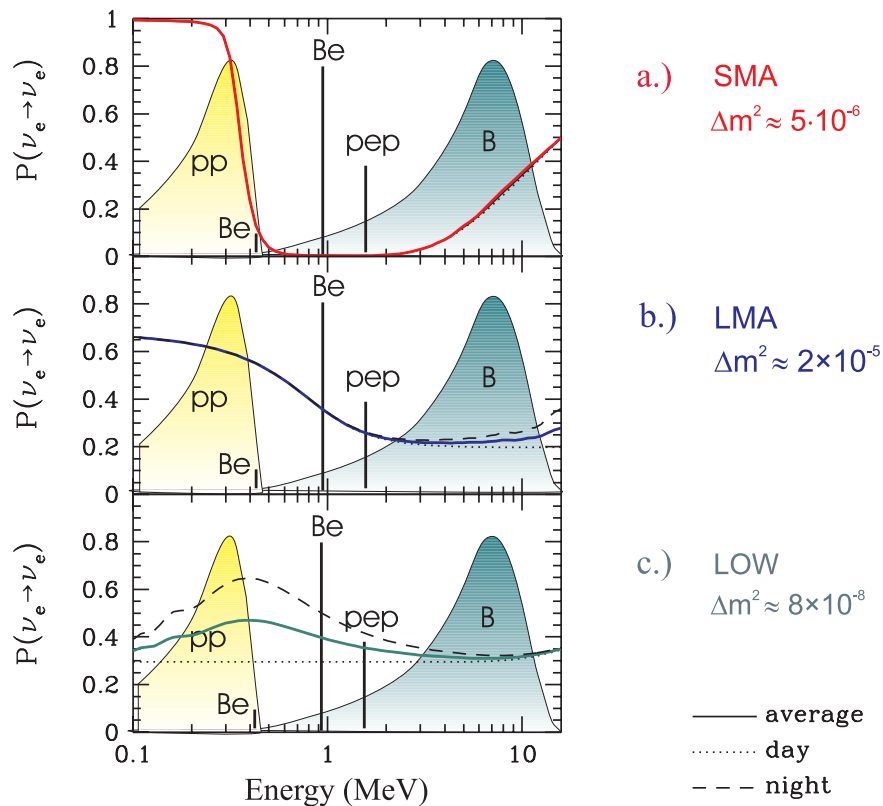 P(νe→νe)
1
0.8
0.6
0.4
0.2
0
pp
Be
Be
pep
B
a.) SMA
Δm² ≈ 5·10⁻⁶
P(νe→νe)
0.8
0.6
0.4
0.2
0
pp
Be
Be
pep
B
b.) LMA
Δm² ≈ 2×10⁻⁵
P(νe→νe)
0.8
0.6
0.4
0.2
0
pp
Be
Be
pep
B
c.) LOW
Δm² ≈ 8×10⁻⁸
0.1 1 10
Energy (MeV)
average
day
night